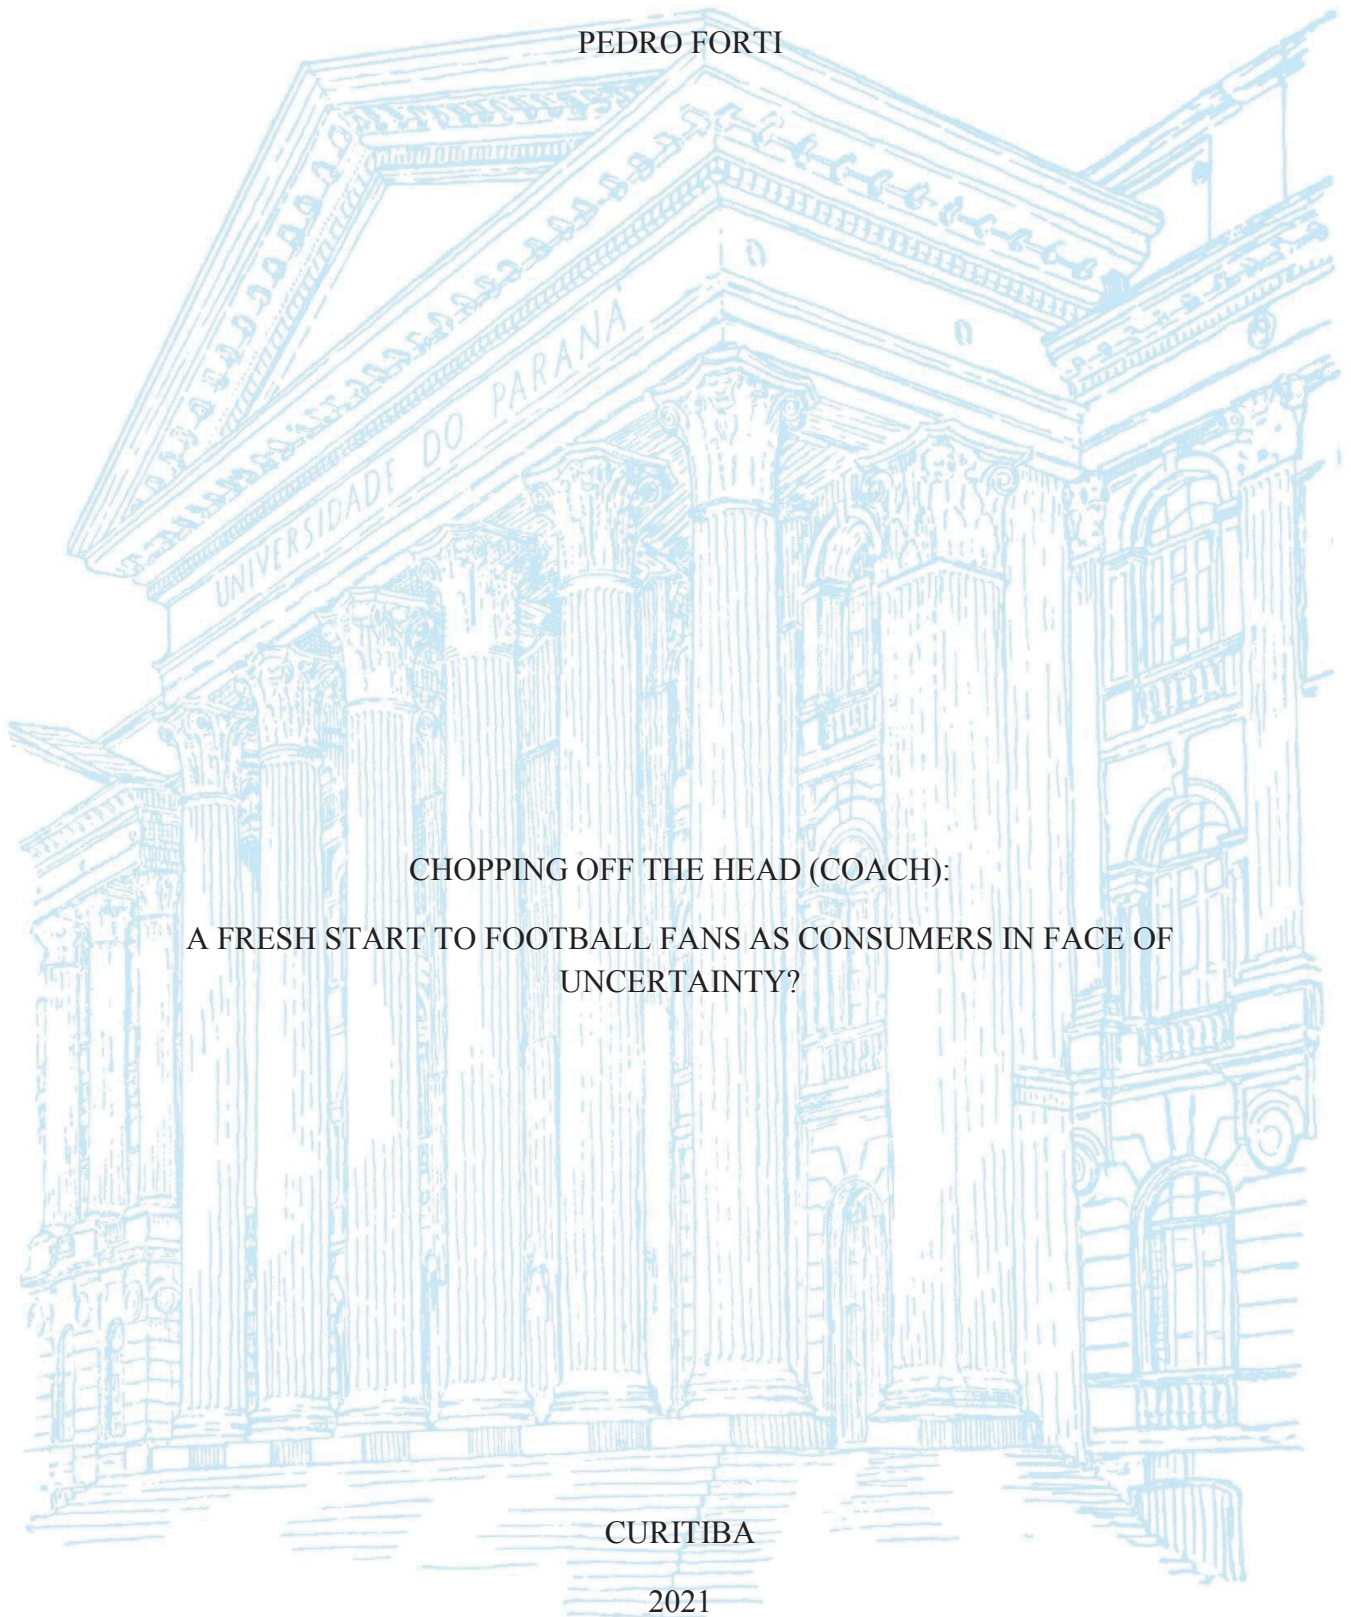 PEDRO FORTI
UNIVERSIDADE DO PARANÁ
CHOPPING OFF THE HEAD (COACH):
A FRESH START TO FOOTBALL FANS AS CONSUMERS IN FACE OF
UNCERTAINTY?
CURITIBA
2021